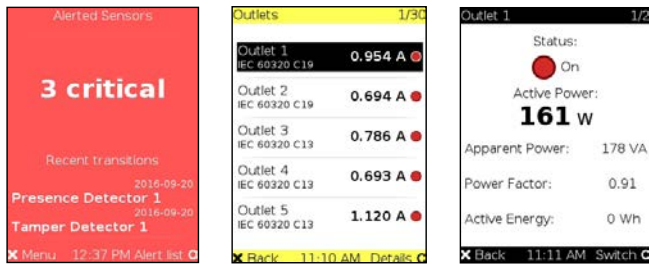 Alerted Sensors
3 critical
Recent transitions
2016-09-20
Presence Detector 1
2016-09-20
Tamper Detector 1
✖ Menu 12:37 PM Alert list O
Outlets 1/30
Outlet 1
IEC 60320 C19
0.954 A
Outlet 2
IEC 60320 C19
0.694 A
Outlet 3
IEC 60320 C13
0.786 A
Outlet 4
IEC 60320 C13
0.693 A
Outlet 5
IEC 60320 C13
1.120 A
✖ Back 11:10 AM Details O
Outlet 1 1/2
Status:
On
Active Power:
161 W
Apparent Power: 178 VA
Power Factor: 0.91
Active Energy: 0 Wh
✖ Back 11:11 AM Switch O